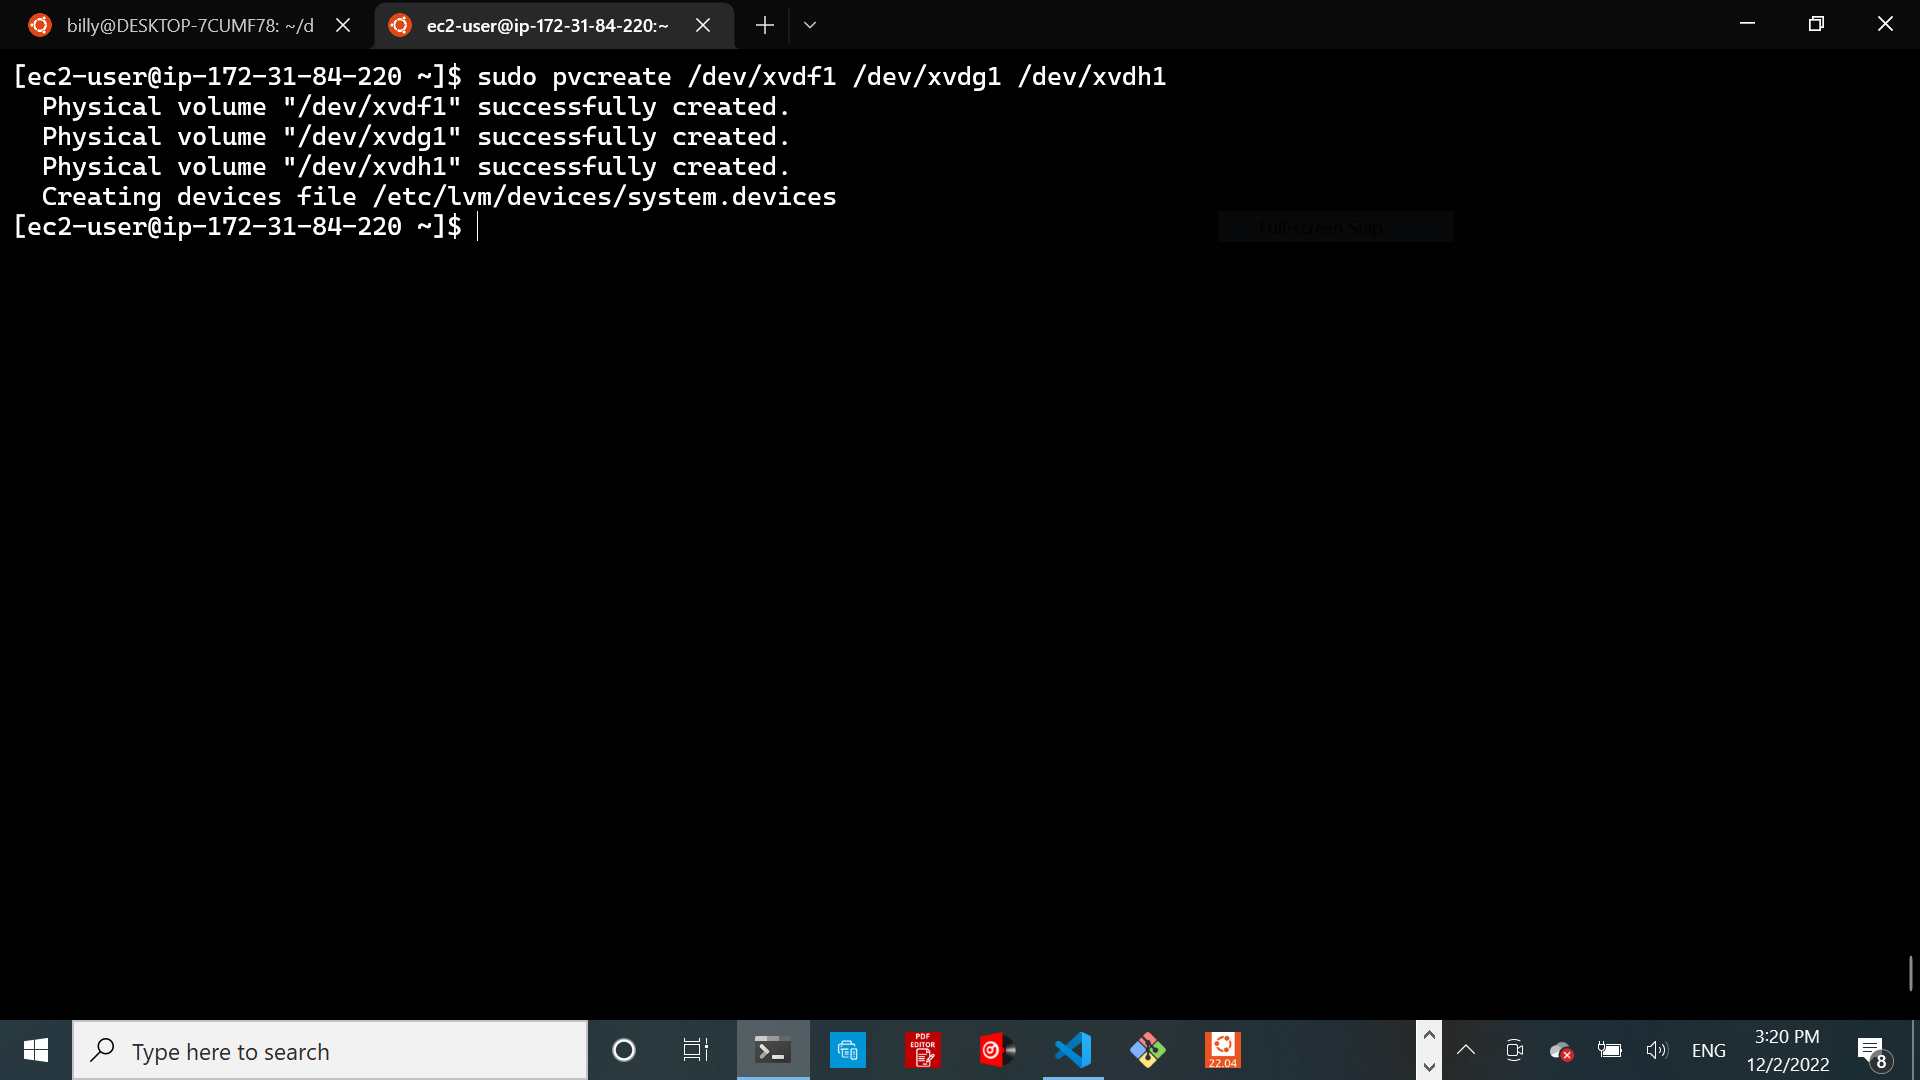 billy@DESKTOP-7CUMF78: ~/d
ec2-user@ip-172-31-84-220:~
[ec2-user@ip-172-31-84-220 ~]$ sudo pvcreate /dev/xvdf1 /dev/xvdg1 /dev/xvdh1
Physical volume "/dev/xvdf1" successfully created.
Physical volume "/dev/xvdg1" successfully created.
Physical volume "/dev/xvdh1" successfully created.
Creating devices file /etc/lvm/devices/system.devices
[ec2-user@ip-172-31-84-220 ~]$
Full-screen Snip
Type here to search
PDF EDITOR
22.04
ENG
3:20 PM
12/2/2022
8